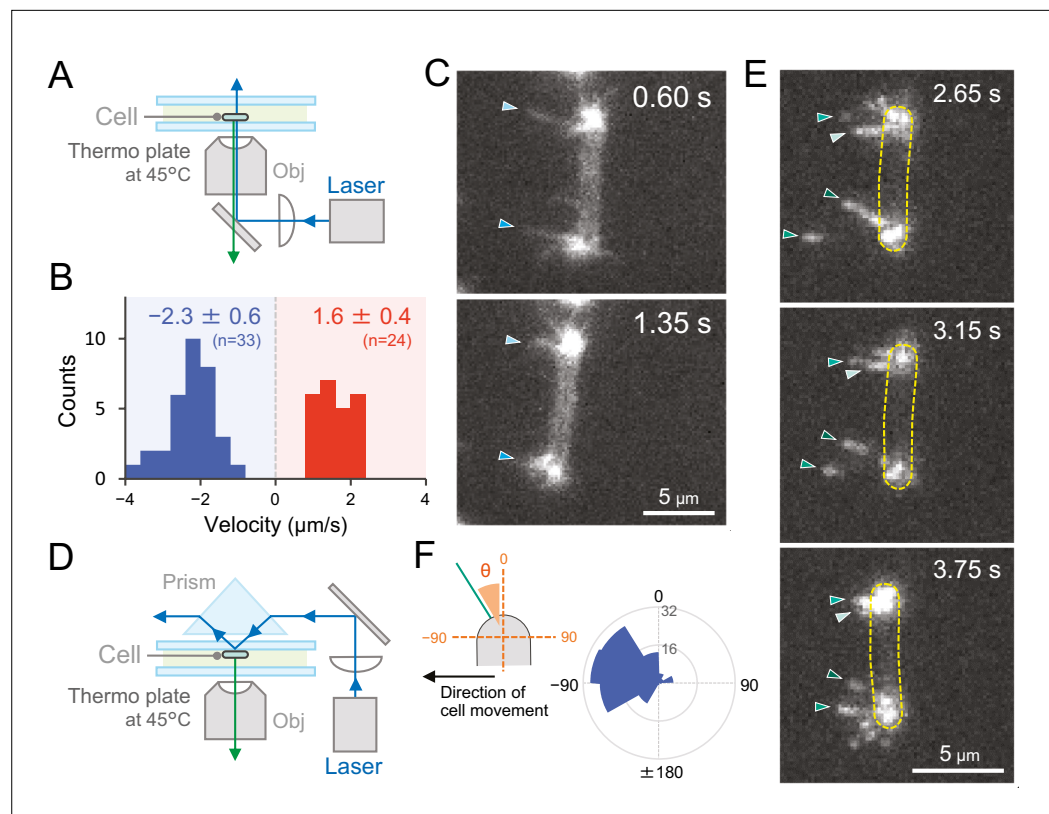 A
Cell
Thermo plate
at 45°C
Obj
Laser
B
−2.3 ± 0.6
(n=33)
1.6 ± 0.4
(n=24)
Counts
10
5
0
−4
−2
0
2
4
Velocity (µm/s)
C
0.60 s
1.35 s
5 µm
D
Prism
Cell
Thermo plate
at 45°C
Obj
Laser
E
2.65 s
3.15 s
3.75 s
5 µm
F
θ
0
−90
90
Direction of
cell movement
0
32
16
−90
90
±180